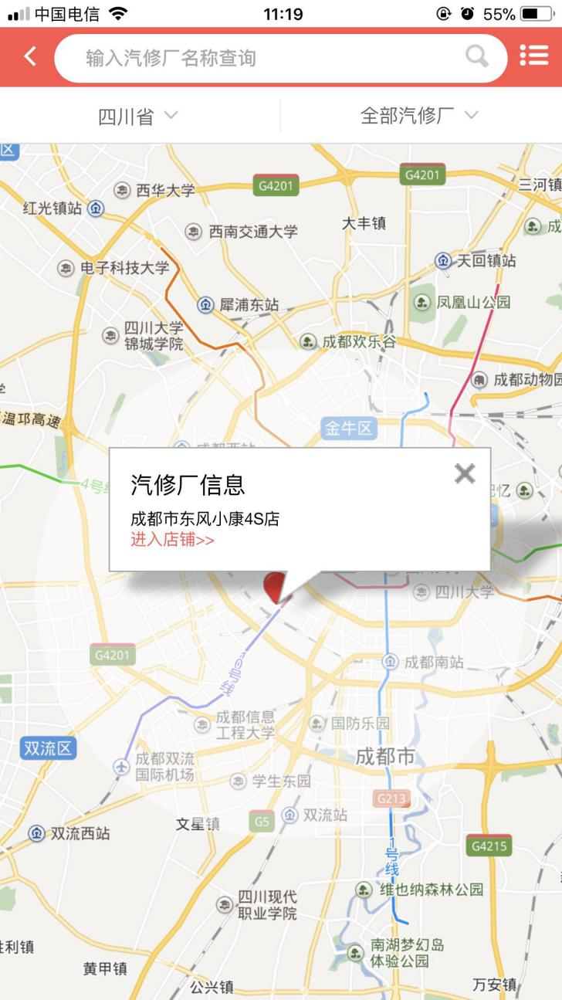 中国电信
11:19
55%
输入汽修厂名称查询
四川省
全部汽修厂
区
G4201
G4201
西华大学
三河镇
红光镇站
西南交通大学
大丰镇
成
电子科技大学
天回镇站
犀浦东站
凤凰山公园
四川大学
锦城学院
成都欢乐谷
成都动物园
温邛高速
金牛区
4号线
忆
汽修厂信息
成都市东风小康4S店
进入店铺>>
四川大学
G4201
成都南站
成都信息
工程大学
国防乐园
双流区
成都市
成都双流
国际机场
学生东园
G213
双流站
文星镇
G5
双流西站
G4215
1号线
维也纳森林公园
四川现代
职业学院
南湖梦幻岛
体验公园
胜利镇
黄甲镇
公兴镇
万安镇